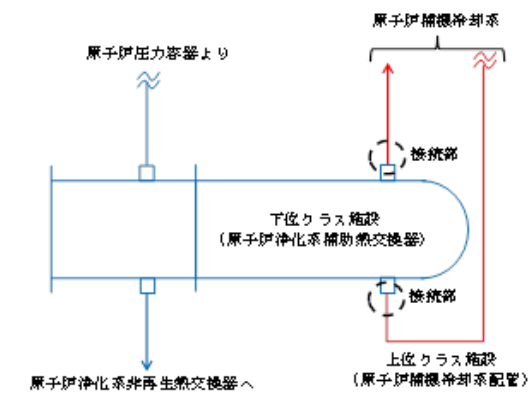 原子炉補機冷却系
原子炉圧力容器より
接続部
下位クラス施設
(原子炉浄化系補助熱交換器)
接続部
上位クラス施設
(原子炉補機冷却系配管)
原子炉浄化系非再生熱交換器へ